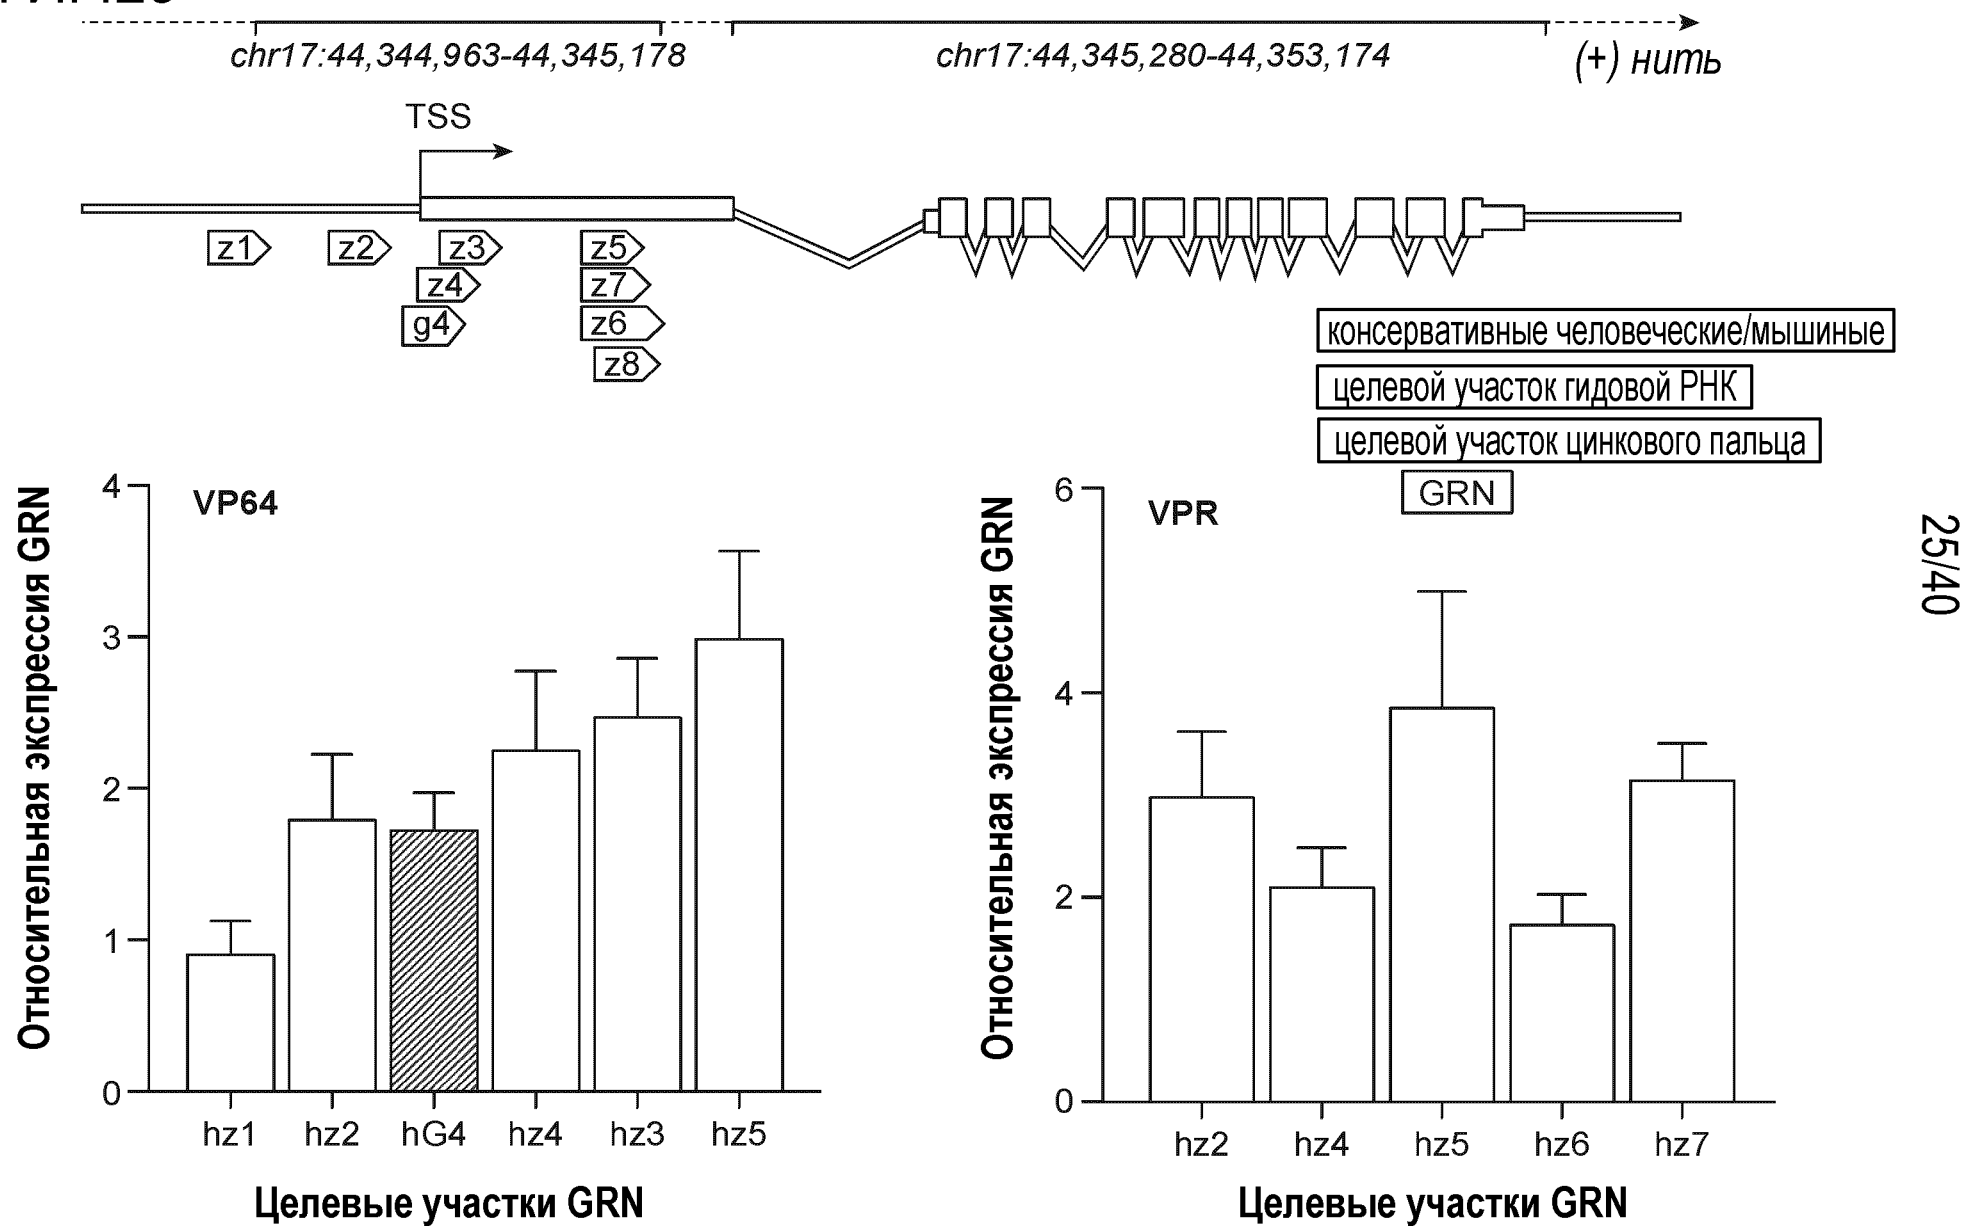 chr17:44,344,963-44,345,178
chr17:44,345,280-44,353,174
(+) нить
TSS
z1
z2
z3
z5
z4
z7
g4
z6
z8
консервативные человеческие/мышиные
целевой участок гидовой РНК
целевой участок цинкового пальца
GRN
25/40
VP64
Относительная экспрессия GRN
4
3
2
1
0
hz1 hz2 hG4 hz4 hz3 hz5
Целевые участки GRN
VPR
Относительная экспрессия GRN
6
4
2
0
hz2 hz4 hz5 hz6 hz7
Целевые участки GRN